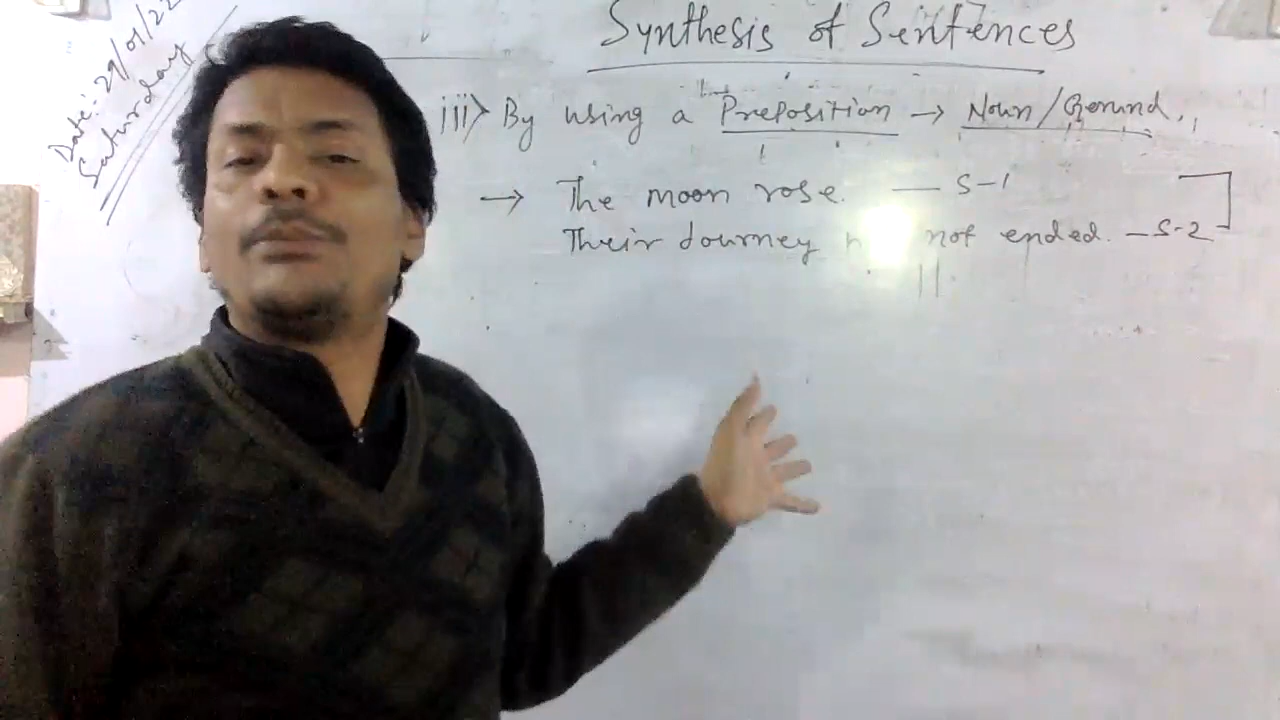 Date:- 29/01/22
Saturday
Synthesis of Sentences
iii> By using a Preposition → Noun/Gerund.
→ The moon rose. — S-1
Their Journey not ended. — S-2